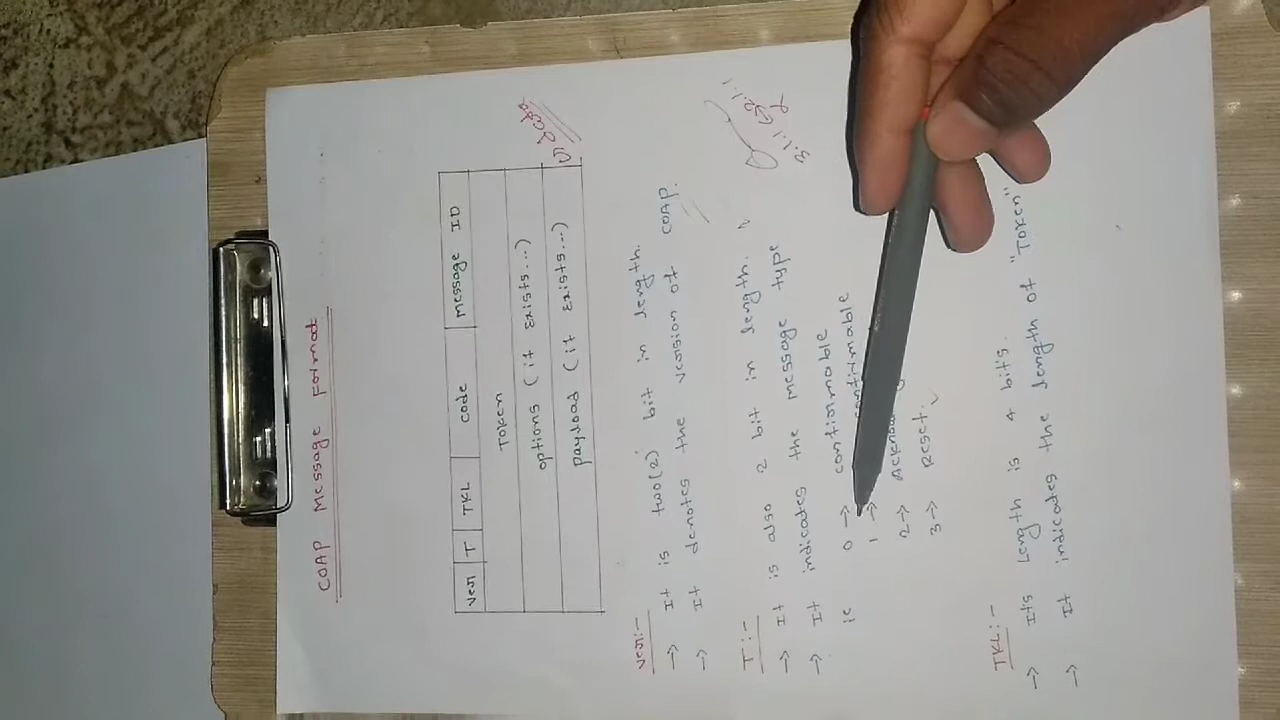 COAP Message Format
Ver T TKL code Message ID
TOKEN
options (if Exists...)
payload (if Exists...)
data
Ver:-
→ It is two(2) bit in length.
→ It denotes the version of COAP.
T:-
→ It is also 2 bit in length.
→ It indicates the message type
ie 0 → confirmable
1 →
2 →
3 → Reset.
TKL:-
→ Its Length is 4 bits.
→ It indicates the length of "Token"